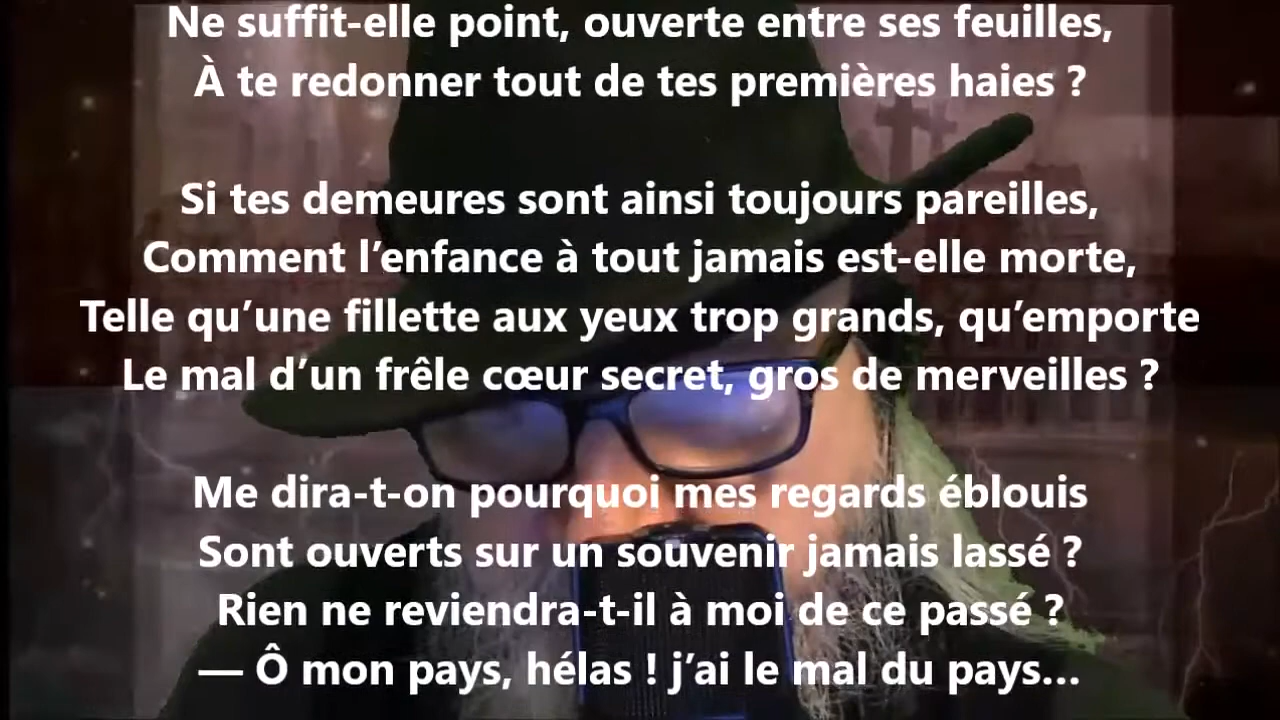 Ne suffit-elle point, ouverte entre ses feuilles,
À te redonner tout de tes premières haies ?
Si tes demeures sont ainsi toujours pareilles,
Comment l’enfance à tout jamais est-elle morte,
Telle qu’une fillette aux yeux trop grands, qu’emporte
Le mal d’un frêle cœur secret, gros de merveilles ?
Me dira-t-on pourquoi mes regards éblouis
Sont ouverts sur un souvenir jamais lassé ?
Rien ne reviendra-t-il à moi de ce passé ?
— Ô mon pays, hélas ! j’ai le mal du pays...